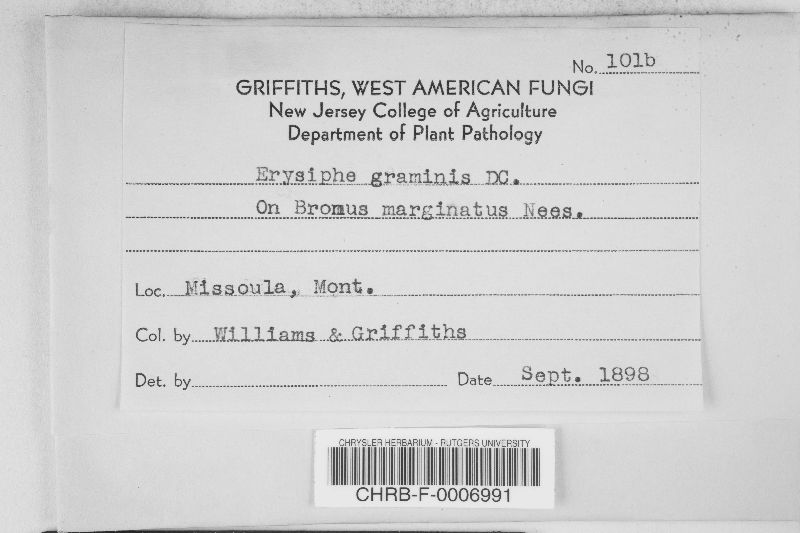 No. 101b
GRIFFITHS, WEST AMERICAN FUNGI
New Jersey College of Agriculture
Department of Plant Pathology
Erysiphe graminis DC.
On Bromus marginatus Nees.
Loc. Missoula, Mont.
Col. by Williams & Griffiths
Det. by Date Sept. 1898
CHRYSLER HERBARIUM - RUTGERS UNIVERSITY
CHRB-F-0006991